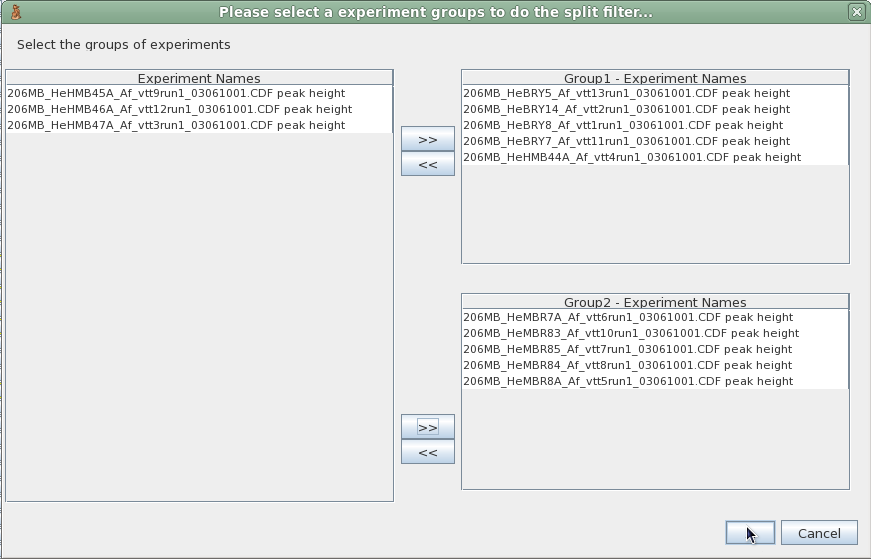 Please select a experiment groups to do the split filter...
Select the groups of experiments
Experiment Names
206MB_HeHMB45A_Af_vtt9run1_03061001.CDF peak height
206MB_HeHMB46A_Af_vtt12run1_03061001.CDF peak height
206MB_HeHMB47A_Af_vtt3run1_03061001.CDF peak height
>>
<<
Group1 - Experiment Names
206MB_HeBRY5_Af_vtt13run1_03061001.CDF peak height
206MB_HeBRY14_Af_vtt2run1_03061001.CDF peak height
206MB_HeBRY8_Af_vtt1run1_03061001.CDF peak height
206MB_HeBRY7_Af_vtt11run1_03061001.CDF peak height
206MB_HeHMB44A_Af_vtt4run1_03061001.CDF peak height
Group2 - Experiment Names
206MB_HeMBR7A_Af_vtt6run1_03061001.CDF peak height
206MB_HeMBR83_Af_vtt10run1_03061001.CDF peak height
206MB_HeMBR85_Af_vtt7run1_03061001.CDF peak height
206MB_HeMBR84_Af_vtt8run1_03061001.CDF peak height
206MB_HeMBR8A_Af_vtt5run1_03061001.CDF peak height
>>
<<
Cancel